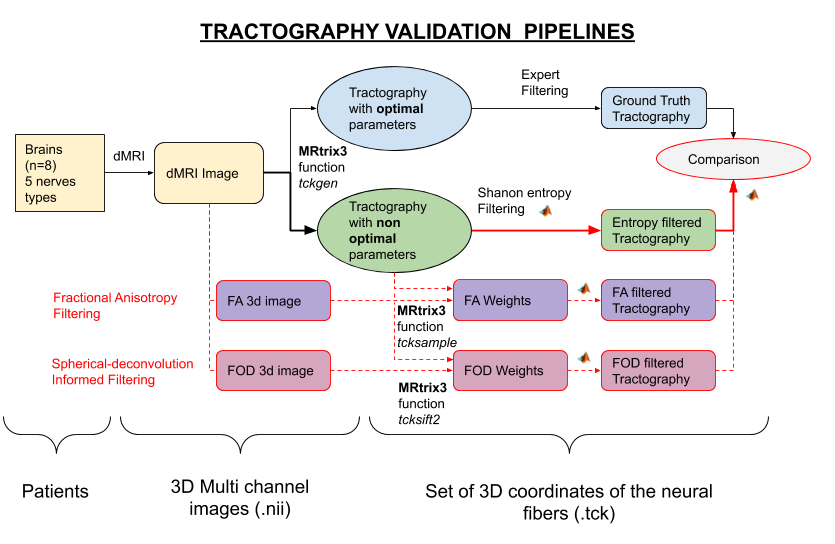 TRACTOGRAPHY VALIDATION PIPELINES
Brains
(n=8)
5 nerves
types
dMRI
dMRI Image
MRtrix3
function
tckgen
Tractography
with optimal
parameters
Expert
Filtering
Ground Truth
Tractography
Comparison
Tractography
with non
optimal
parameters
Shanon entropy
Filtering
Entropy filtered
Tractography
Fractional Anisotropy
Filtering
FA 3d image
MRtrix3
function
tcksample
FA Weights
FA filtered
Tractography
Spherical-deconvolution
Informed Filtering
FOD 3d image
MRtrix3
function
tcksift2
FOD Weights
FOD filtered
Tractography
Patients
3D Multi channel
images (.nii)
Set of 3D coordinates of the neural
fibers (.tck)